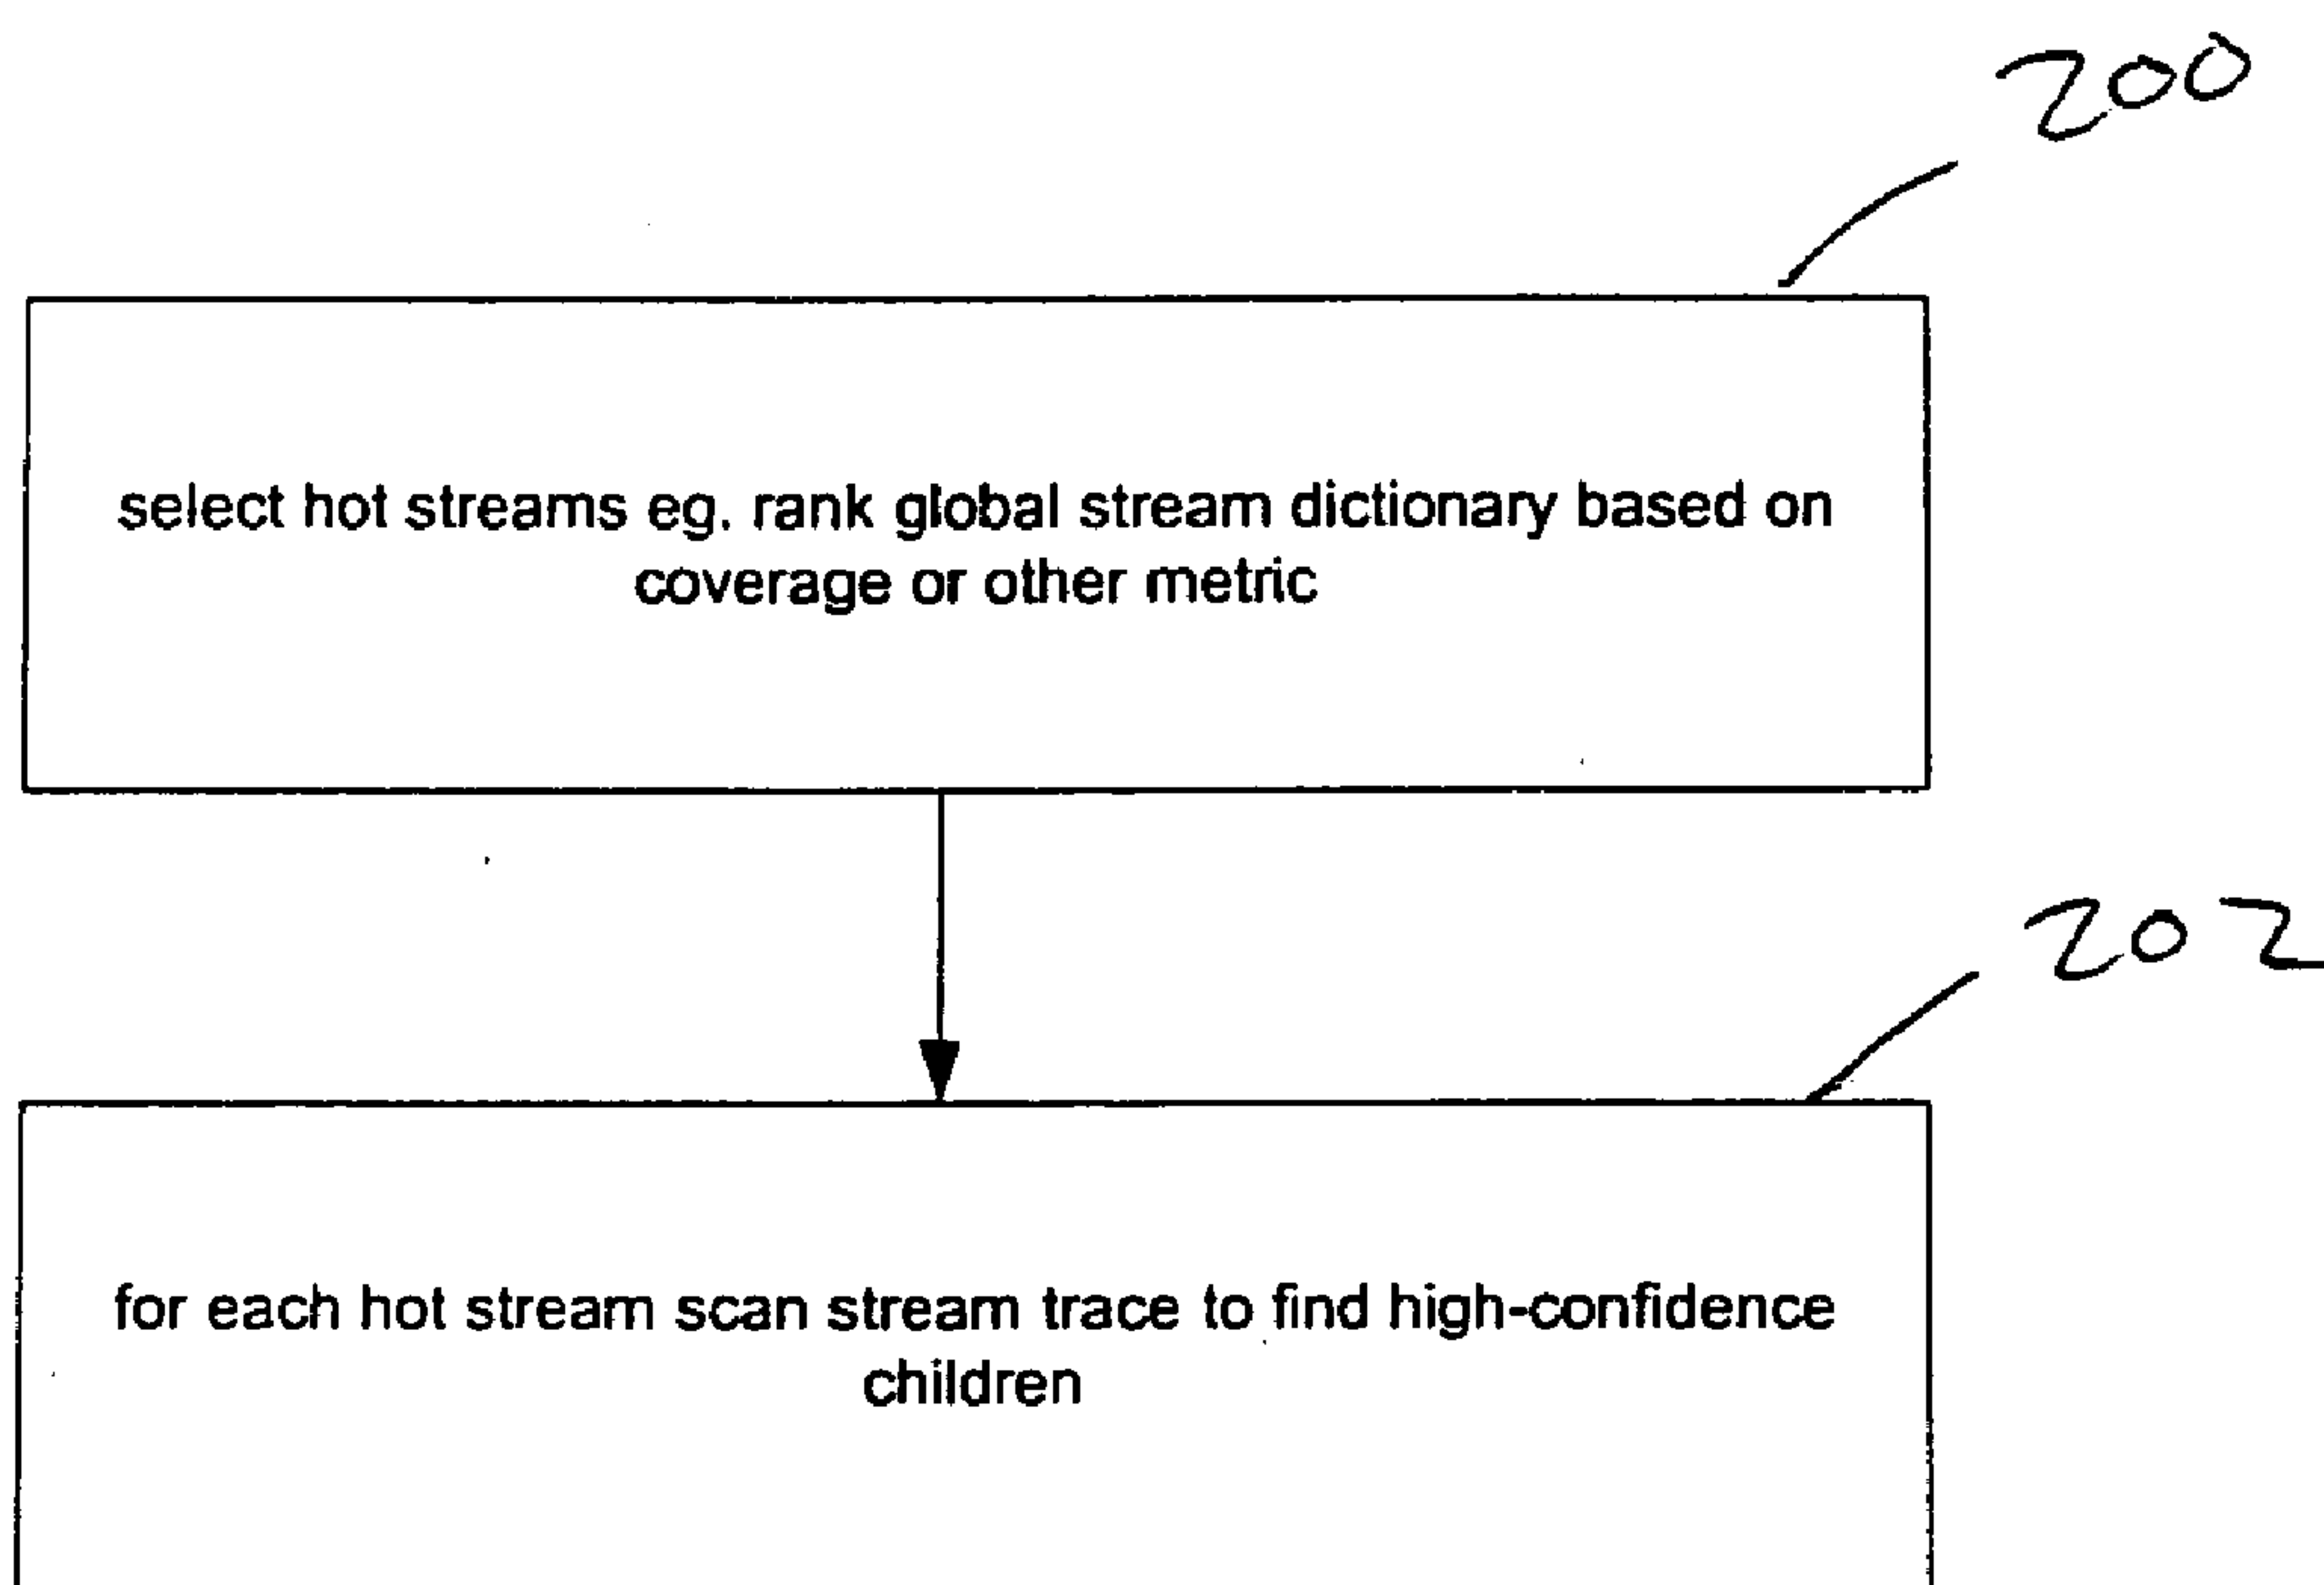 200
select hot streams eg. rank global stream dictionary based on
coverage or other metric
202
for each hot stream scan stream trace to find high-confidence
children